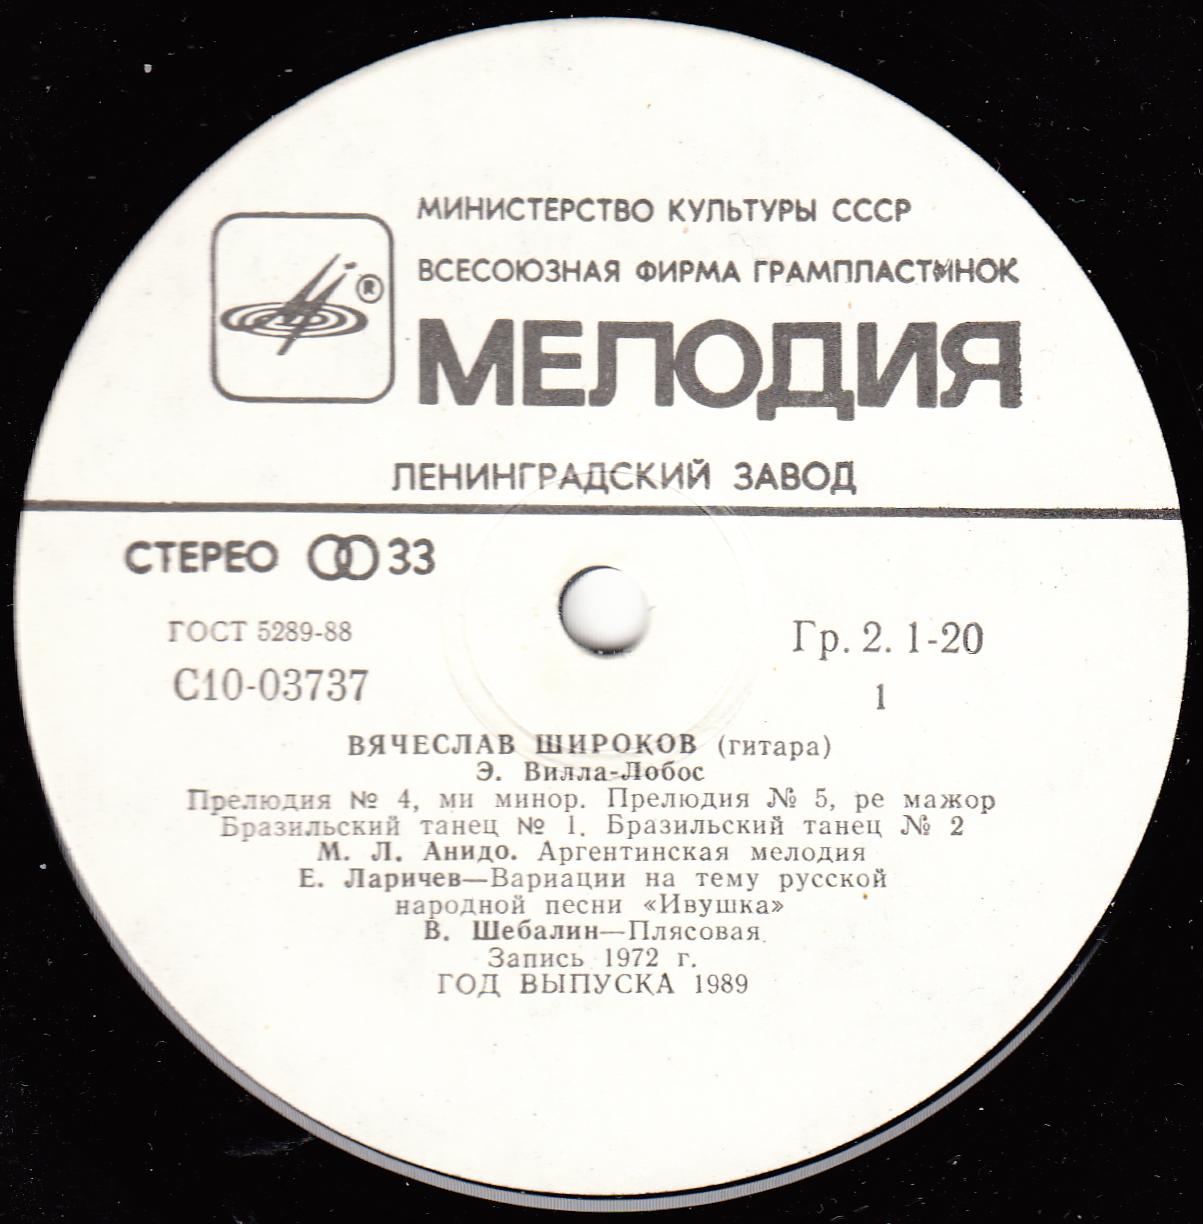 МИНИСТЕРСТВО КУЛЬТУРЫ СССР
ВСЕСОЮЗНАЯ ФИРМА ГРАМПЛАСТИНОК
®
МЕЛОДИЯ
ЛЕНИНГРАДСКИЙ ЗАВОД
СТЕРЕО 33
ГОСТ 5289-88
Гр. 2. 1-20
С10-03737
1
ВЯЧЕСЛАВ ШИРОКОВ (гитара)
Э. Вилла-Лобос
Прелюдия № 4, ми минор. Прелюдия № 5, ре мажор
Бразильский танец № 1. Бразильский танец № 2
М. Л. Анидо. Аргентинская мелодия
Е. Ларичев—Вариации на тему русской
народной песни «Ивушка»
В. Шебалин—Плясовая
Запись 1972 г.
ГОД ВЫПУСКА 1989